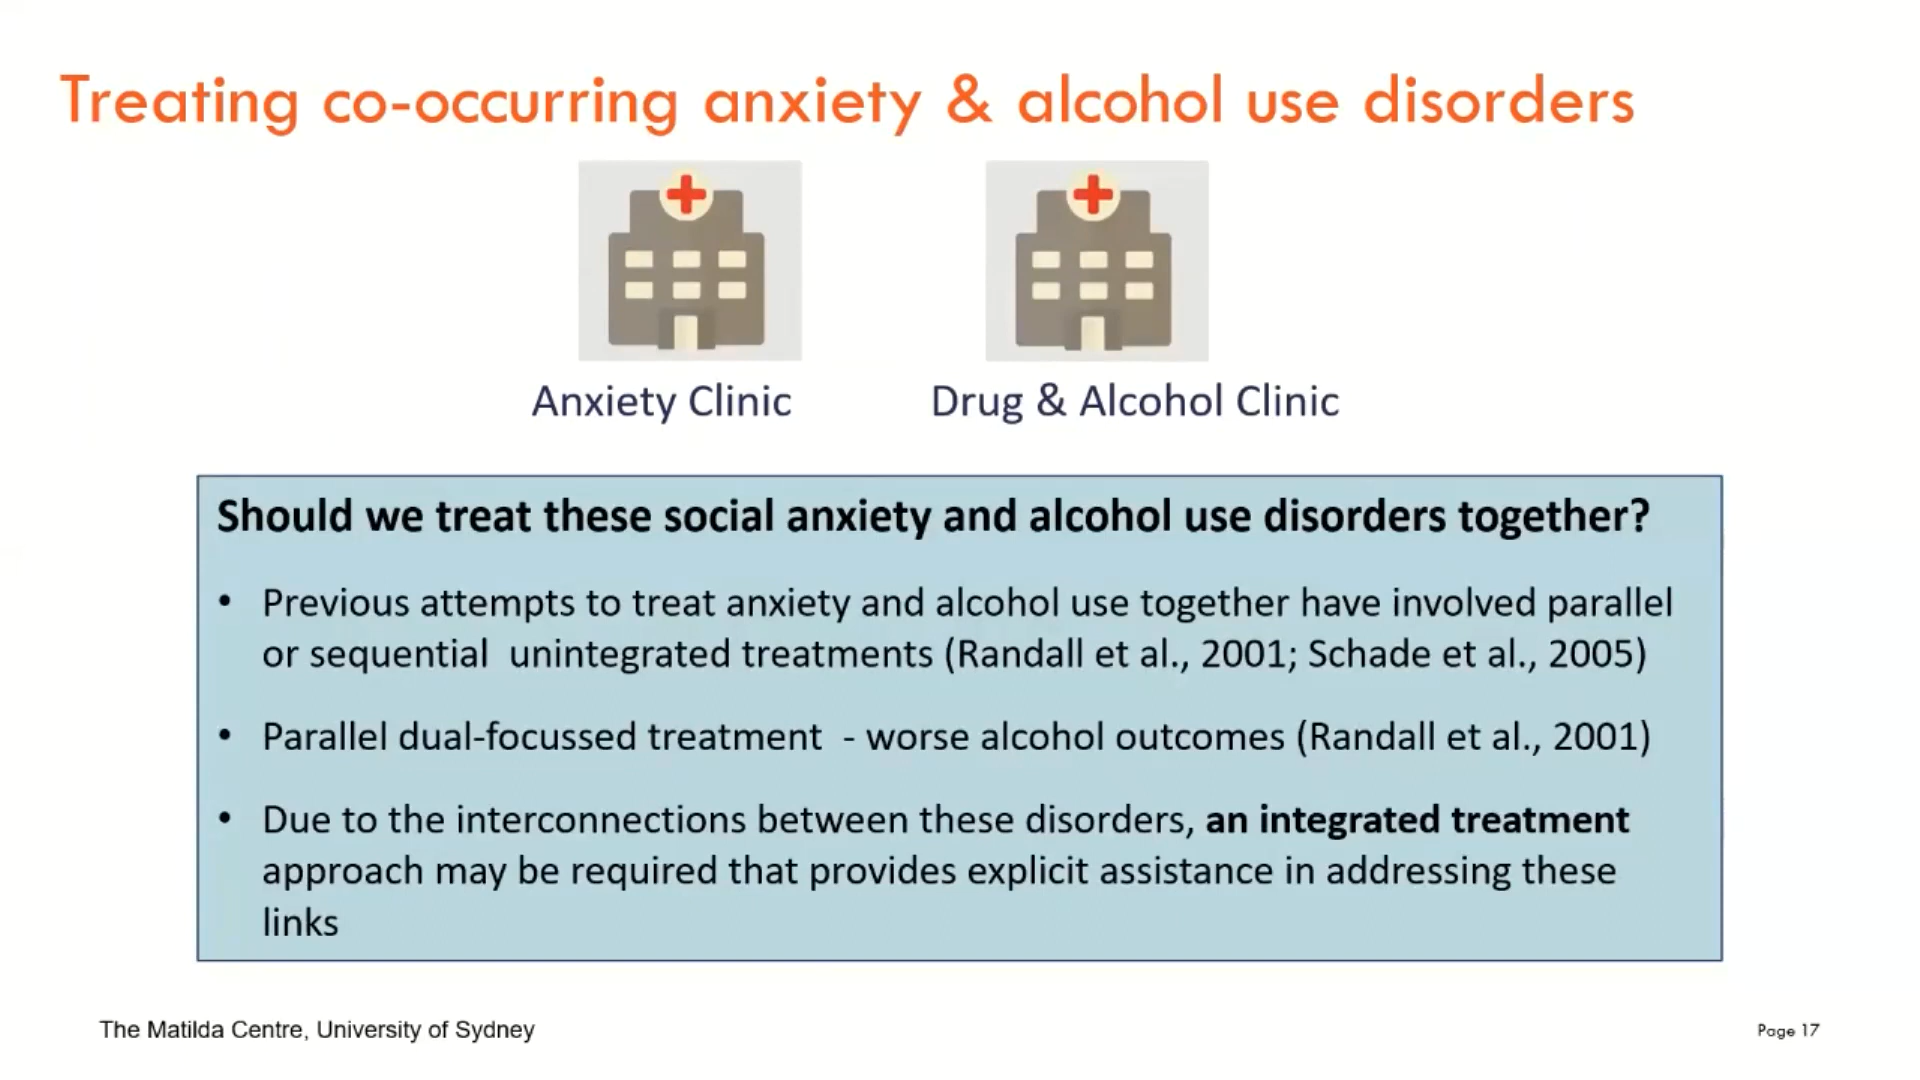 Treating co-occurring anxiety & alcohol use disorders
Anxiety Clinic
Drug & Alcohol Clinic
Should we treat these social anxiety and alcohol use disorders together?
• Previous attempts to treat anxiety and alcohol use together have involved parallel
or sequential  unintegrated treatments (Randall et al., 2001; Schade et al., 2005)
• Parallel dual-focussed treatment  - worse alcohol outcomes (Randall et al., 2001)
• Due to the interconnections between these disorders, an integrated treatment
approach may be required that provides explicit assistance in addressing these
links
The Matilda Centre, University of Sydney
Page 17